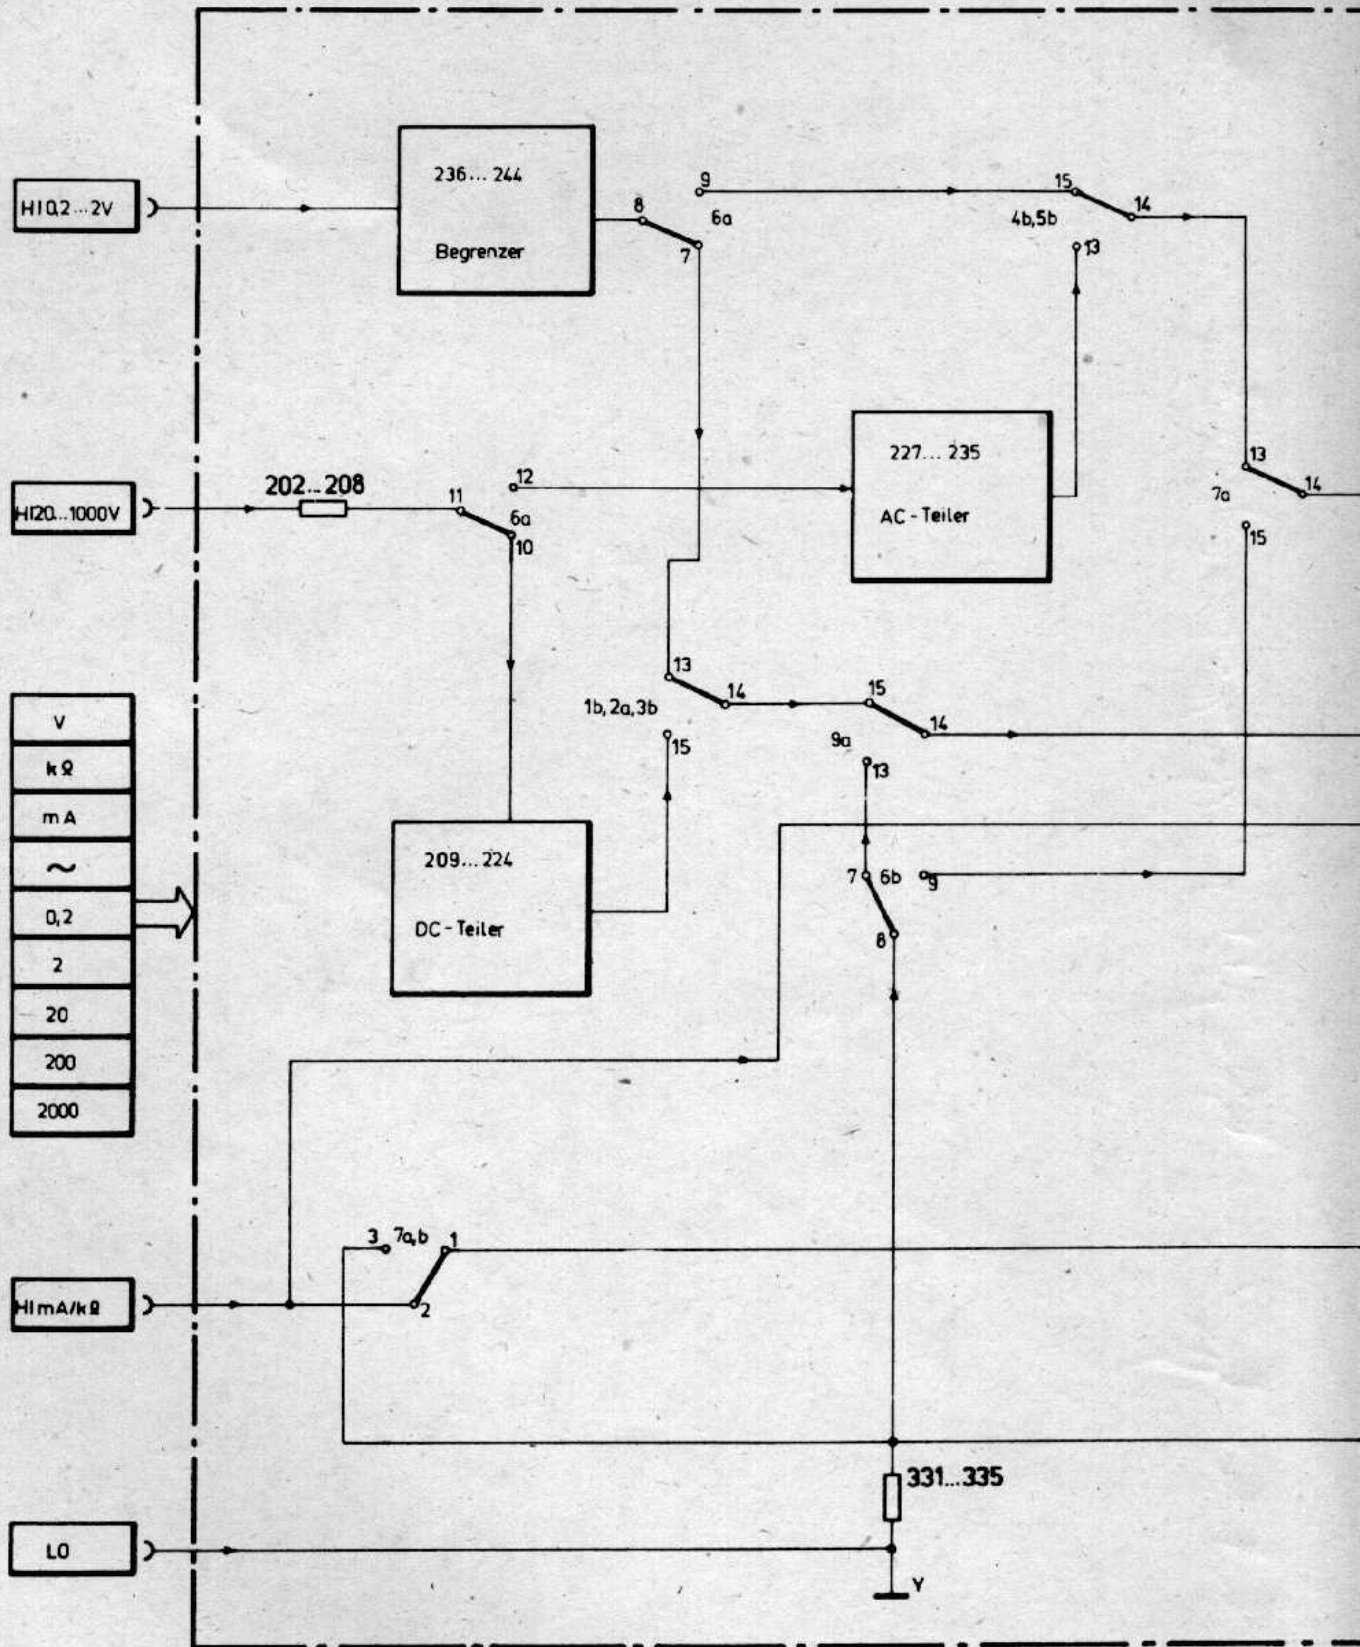 HI 0,2...2V
236...244
Begrenzer
8
9
6a
7
15
14
4b,5b
13
HI20...1000V
202...208
11
12
6a
10
227...235
AC-Teiler
13
14
7a
15
13
14
1b,2a,3b
15
15
14
9a
13
V
kΩ
mA
~
0,2
2
20
200
2000
209...224
DC-Teiler
7
6b
9
8
3
7a,b
1
2
HI mA/kΩ
331...335
LO
Y